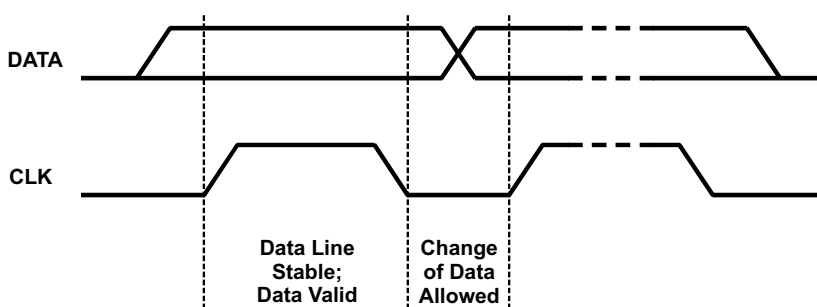 DATA
CLK
Data Line
Stable;
Data Valid
Change
of Data
Allowed